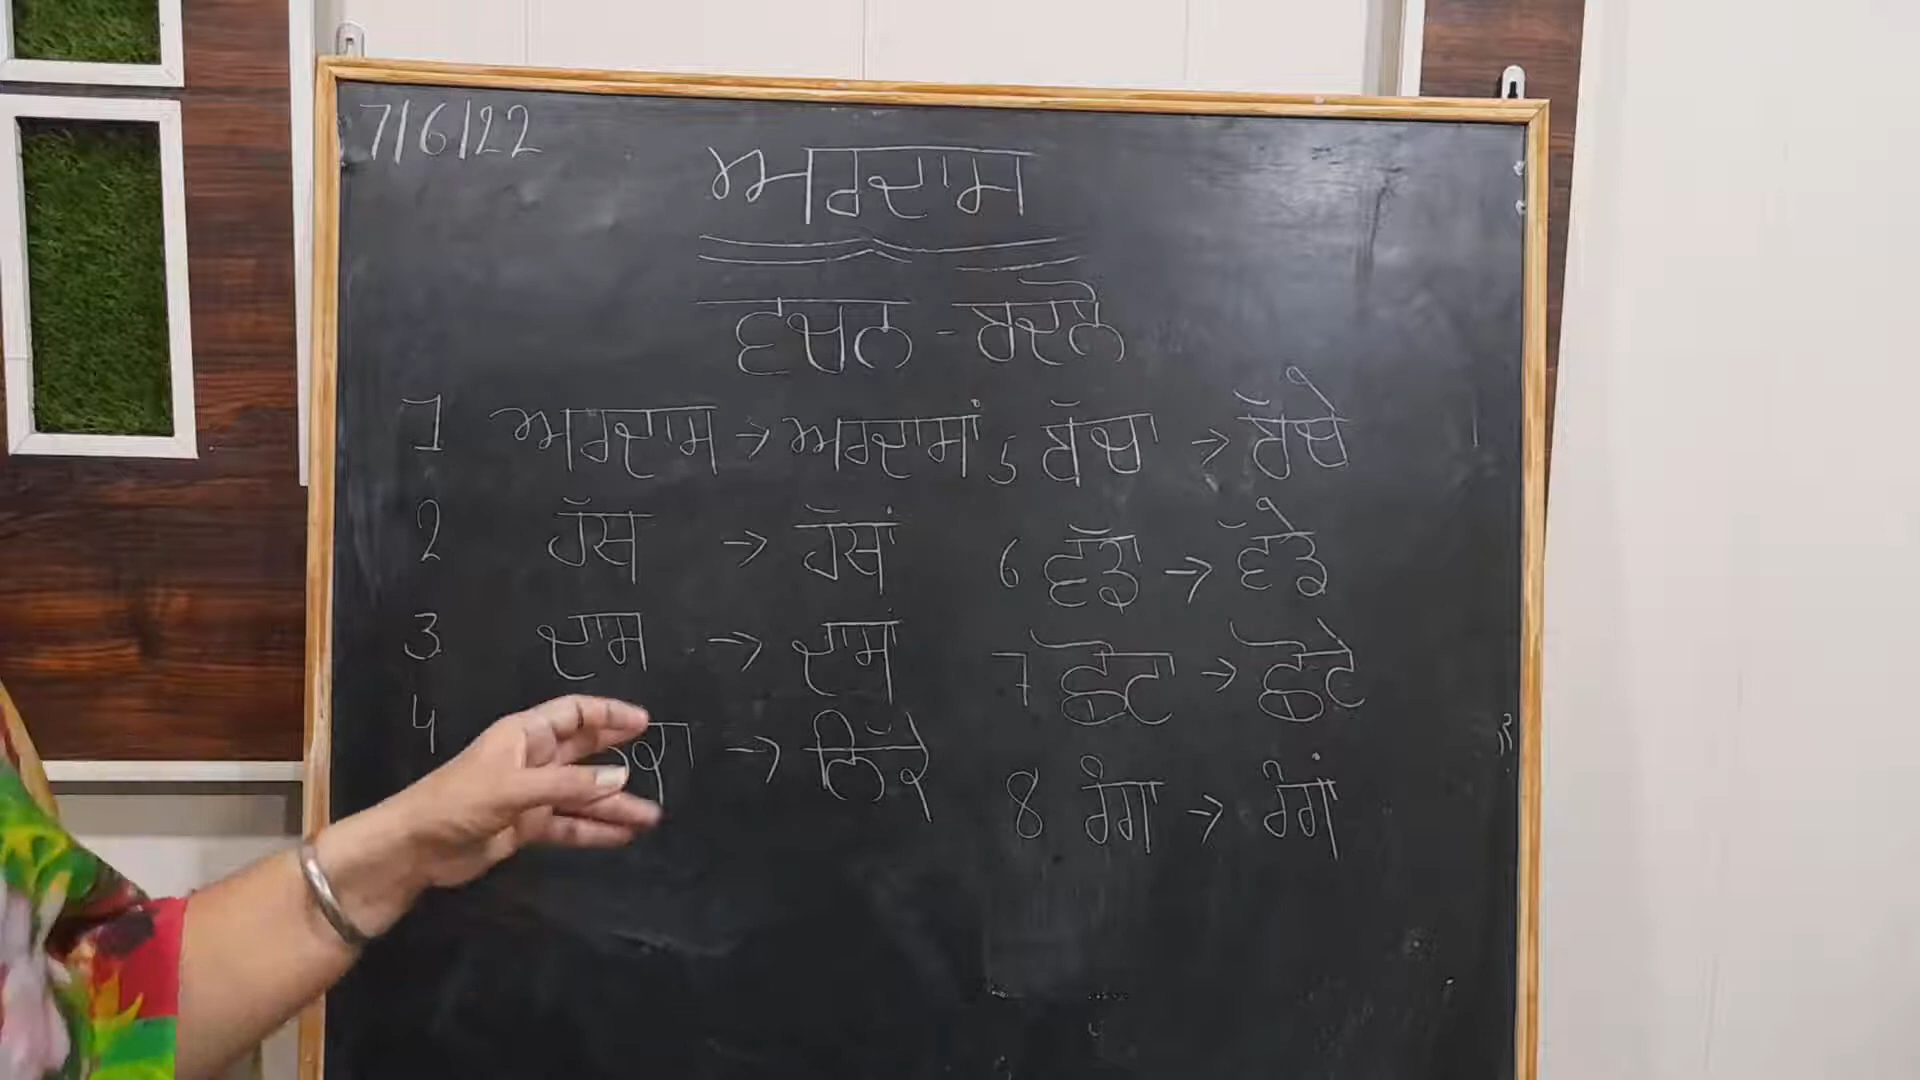 7/6/22
ਅਰਦਾਸ
ਵਚਨ - ਬਦਲੋ
1 ਅਰਦਾਸ → ਅਰਦਾਸਾਂ 5 ਬੱਚਾ → ਬੱਚੇ
2 ਹੱਥ → ਹੱਥਾਂ 6 ਵੱਡਾ → ਵੱਡੇ
3 ਦਾਸ → ਦਾਸਾਂ 7 ਛੋਟਾ → ਛੋਟੇ
4 → ਨਿੱਕੇ 8 ਰੰਗਾ → ਰੰਗਾਂ